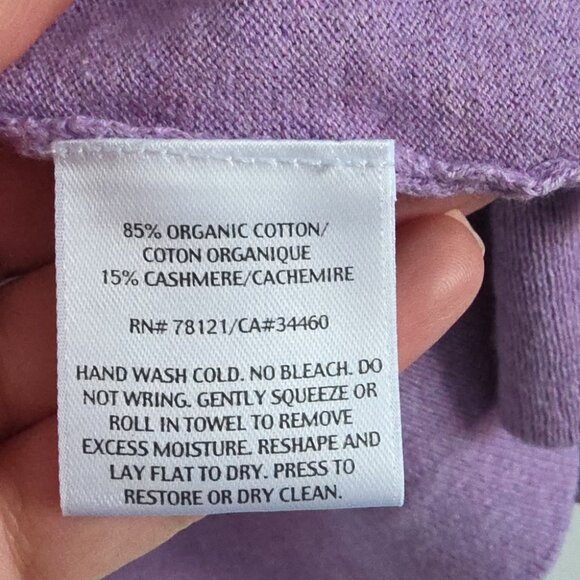 85% ORGANIC COTTON/
COTON ORGANIQUE
15% CASHMERE/CACHEMIRE
RN# 78121/CA#34460
HAND WASH COLD. NO BLEACH. DO
NOT WRING. GENTLY SQUEEZE OR
ROLL IN TOWEL TO REMOVE
EXCESS MOISTURE. RESHAPE AND
LAY FLAT TO DRY. PRESS TO
RESTORE OR DRY CLEAN.